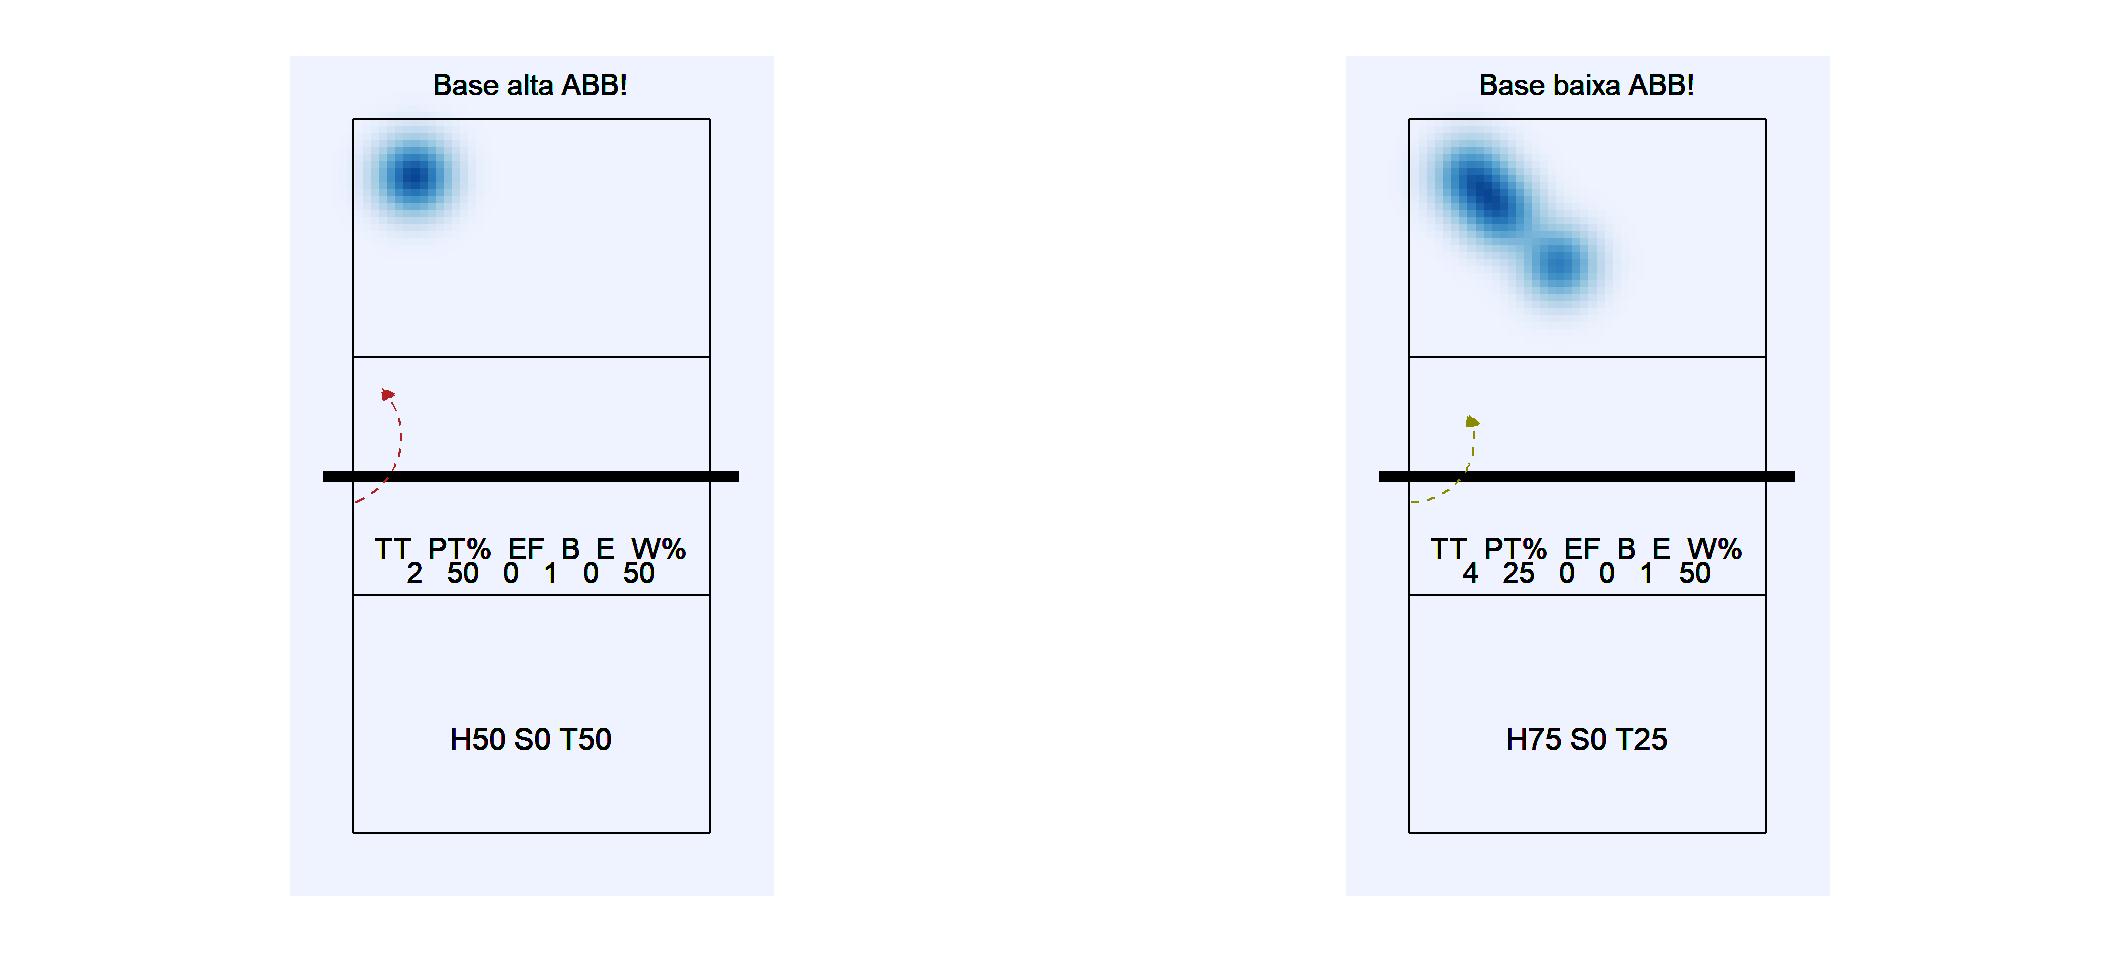 Base alta ABB!
TT PT% EF B E W%
2 50 0 1 0 50
H50 S0 T50
Base baixa ABB!
TT PT% EF B E W%
4 25 0 0 1 50
H75 S0 T25